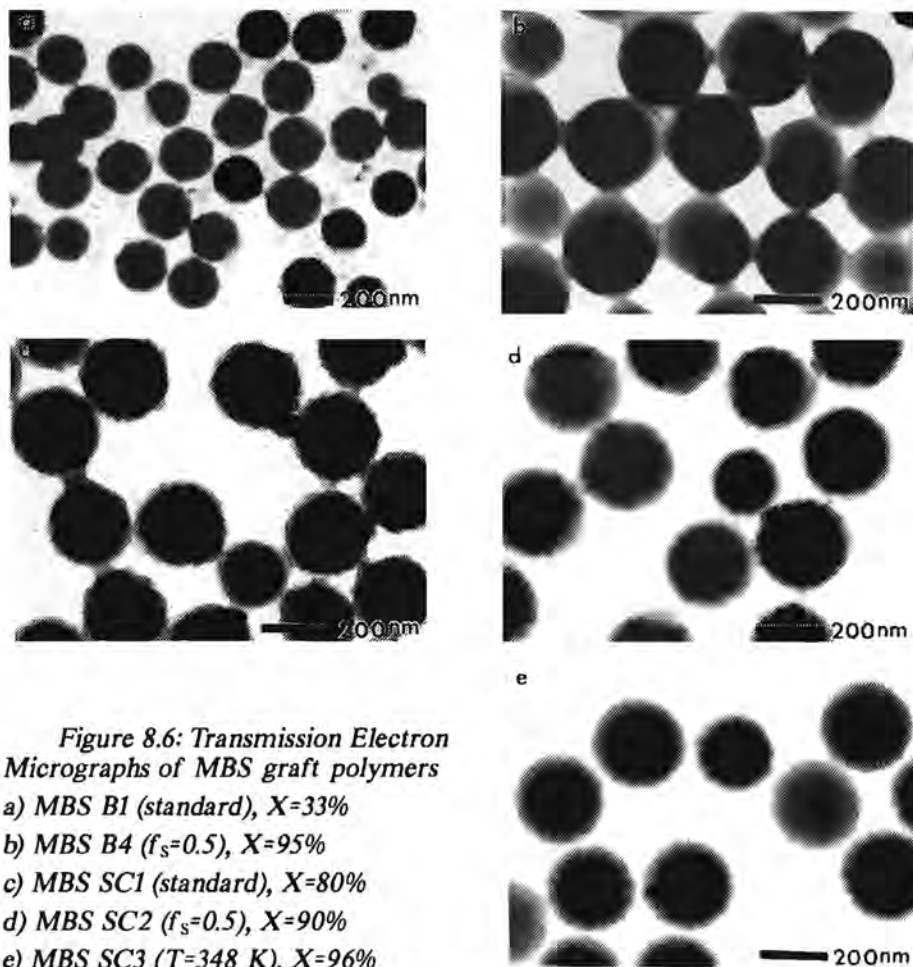 a
b
200nm
200nm
d
200nm
200nm
e
Figure 8.6: Transmission Electron
Micrographs of MBS graft polymers
a) MBS B1 (standard), X=33%
b) MBS B4 (fs=0.5), X=95%
c) MBS SC1 (standard), X=80%
d) MBS SC2 (fs=0.5), X=90%
e) MBS SC3 (T=348 K), X=96%
200nm